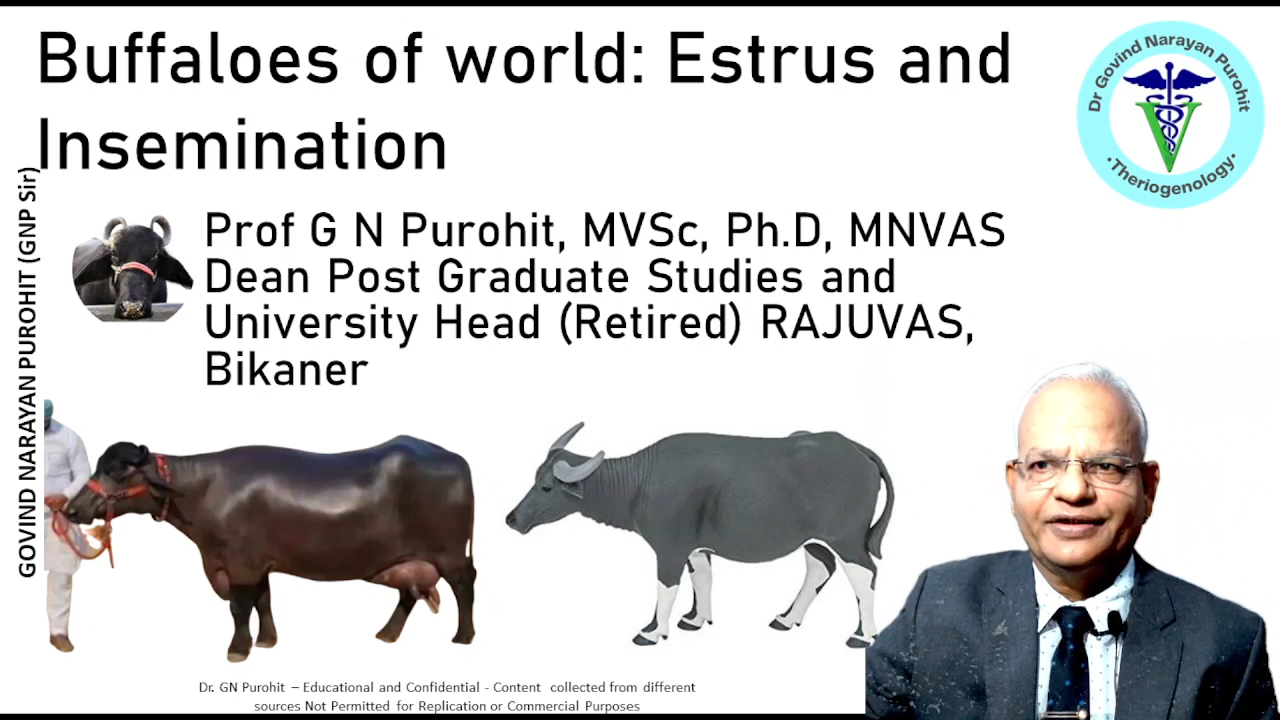 Buffaloes of world: Estrus and
Insemination
Dr Govind Narayan Purohit
• Theriogenology •
GOVIND NARAYAN PUROHIT (GNP Sir)
Prof G N Purohit, MVSc, Ph.D, MNVAS
Dean Post Graduate Studies and
University Head (Retired) RAJUVAS,
Bikaner
Dr. GN Purohit – Educational and Confidential - Content collected from different
sources Not Permitted for Replication or Commercial Purposes